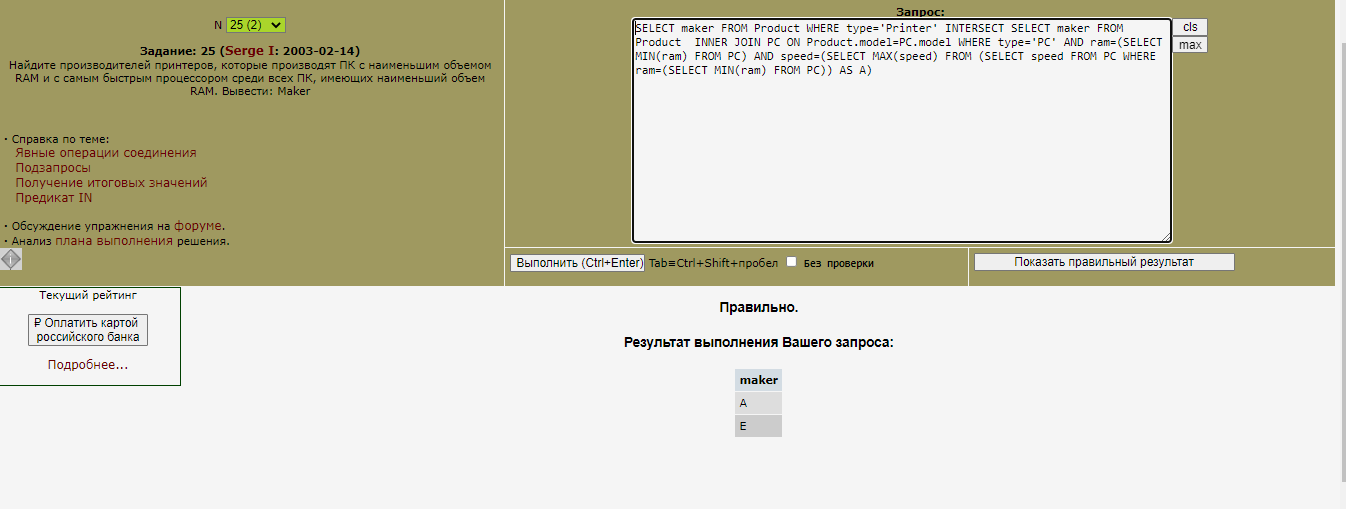 N 25 (2)
Задание: 25 (Serge I: 2003-02-14)
Найдите производителей принтеров, которые производят ПК с наименьшим объемом
RAM и с самым быстрым процессором среди всех ПК, имеющих наименьший объем
RAM. Вывести: Maker
· Справка по теме:
Явные операции соединения
Подзапросы
Получение итоговых значений
Предикат IN
· Обсуждение упражнения на форуме.
· Анализ плана выполнения решения.
Запрос:
SELECT maker FROM Product WHERE type='Printer' INTERSECT SELECT maker FROM
Product  INNER JOIN PC ON Product.model=PC.model WHERE type='PC' AND ram=(SELECT
MIN(ram) FROM PC) AND speed=(SELECT MAX(speed) FROM (SELECT speed FROM PC WHERE
ram=(SELECT MIN(ram) FROM PC)) AS A)
cls
max
Выполнить (Ctrl+Enter) Tab=Ctrl+Shift+пробел Без проверки
Показать правильный результат
Текущий рейтинг
₽ Оплатить картой
российского банка
Подробнее...
Правильно.
Результат выполнения Вашего запроса:
maker
A
E